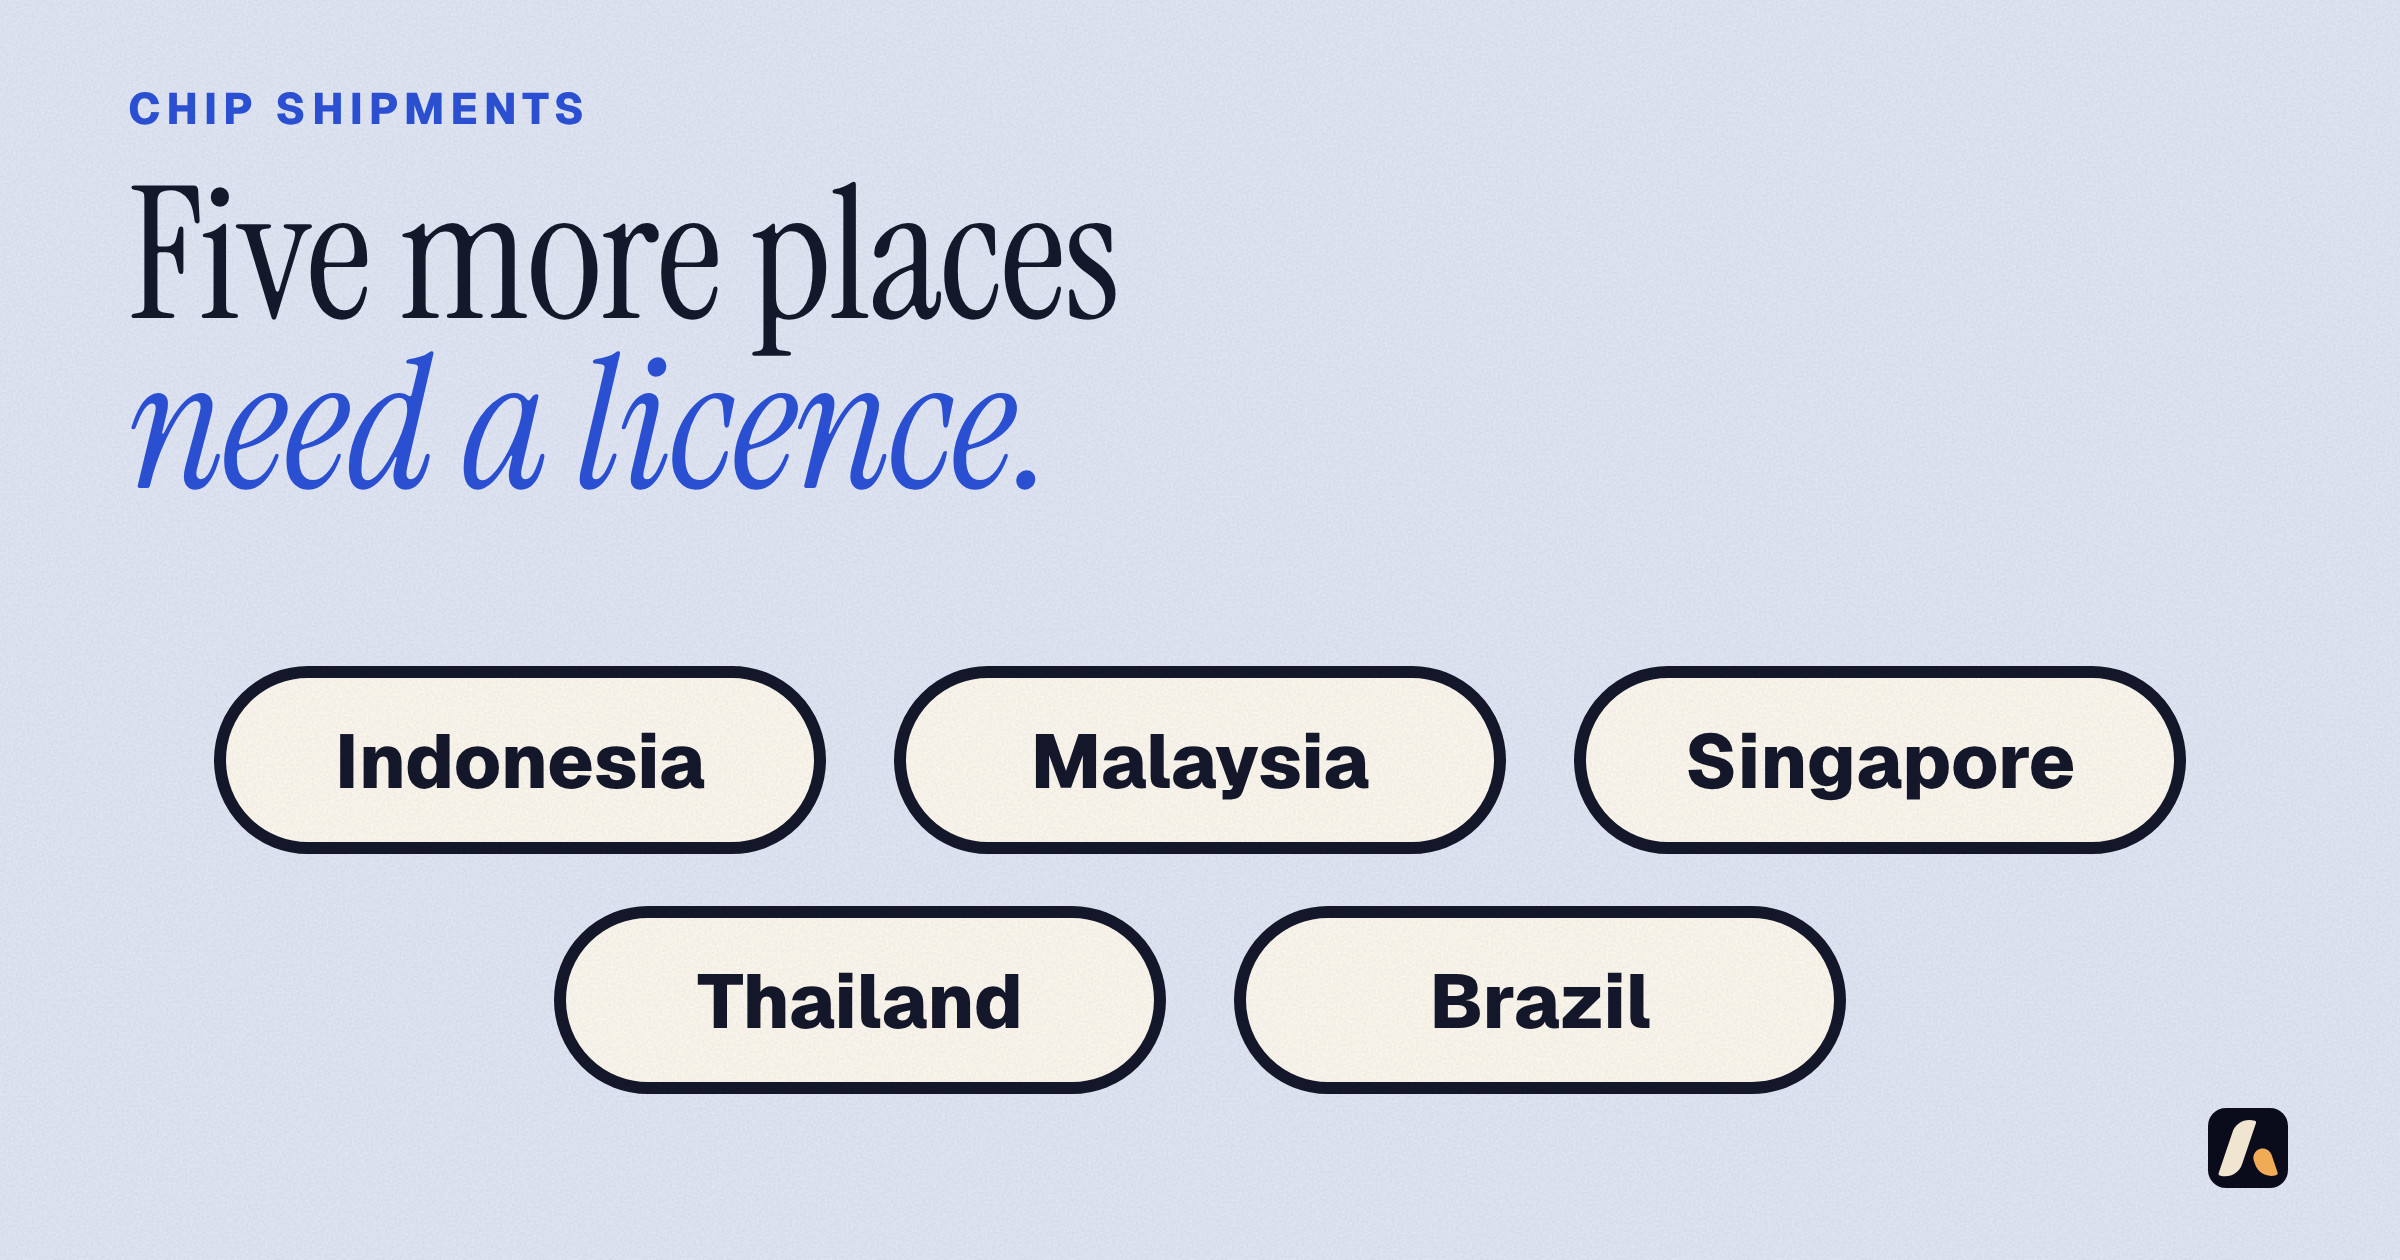 CHIP SHIPMENTS
Five more places
need a licence.
Indonesia
Malaysia
Singapore
Thailand
Brazil